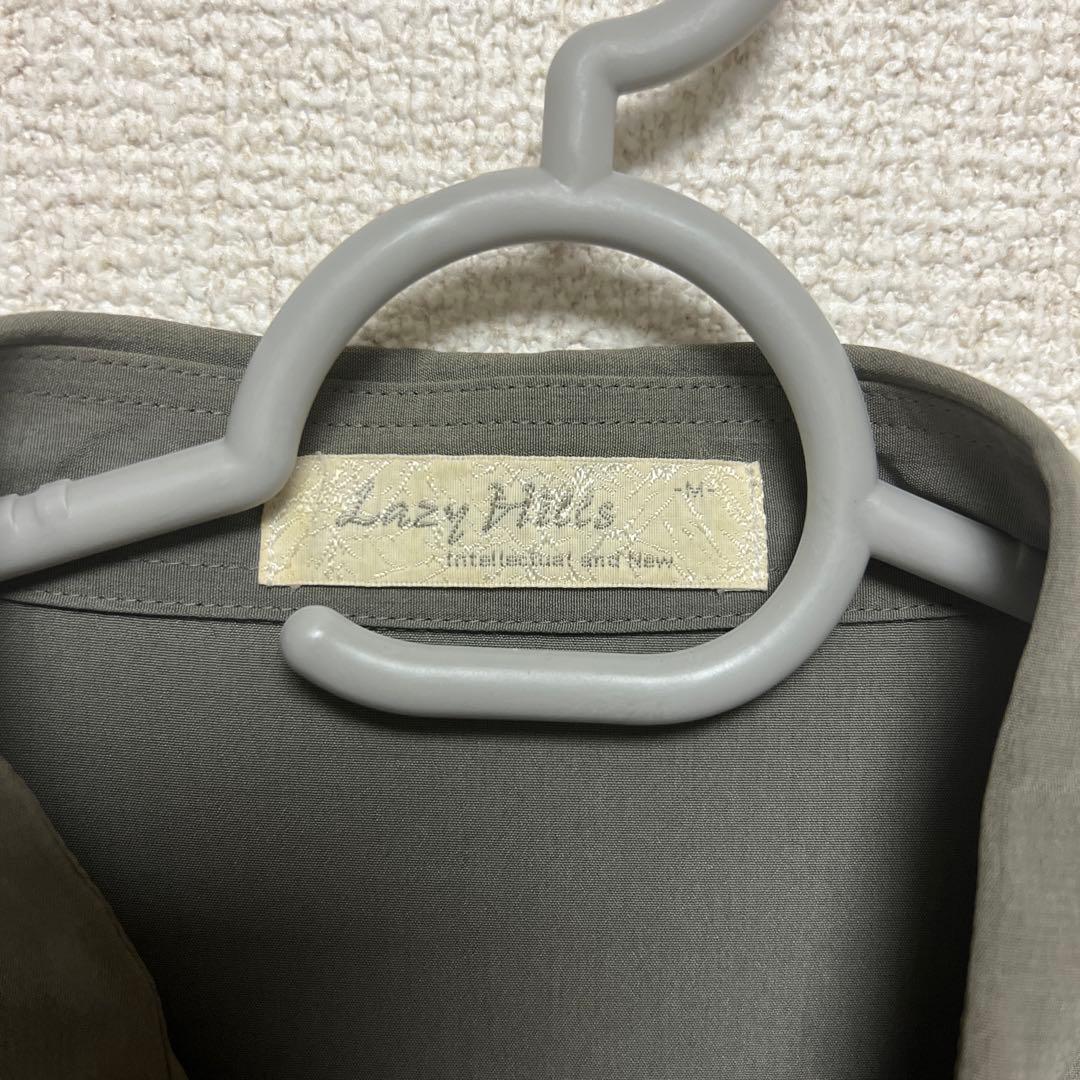 Lazy Hills
-M-
Intellectual and New